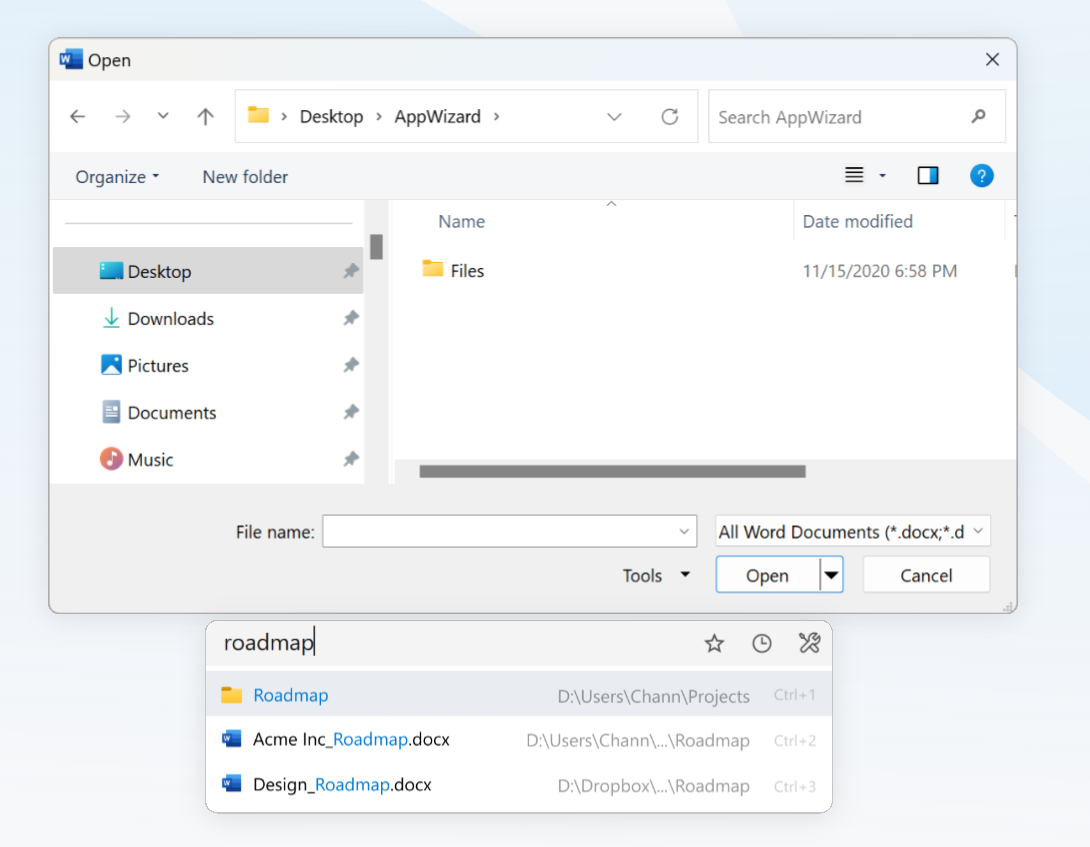 Open
Desktop > AppWizard >
Search AppWizard
Organize
New folder
?
Name
Date modified
Desktop
Files
11/15/2020 6:58 PM
Downloads
Pictures
Documents
Music
File name:
All Word Documents (*.docx;*.d
Tools
Open
Cancel
roadmap
Roadmap D:\Users\Chann\Projects Ctrl+1
Acme Inc_Roadmap.docx D:\Users\Chann\...\Roadmap Ctrl+2
Design_Roadmap.docx D:\Dropbox\...\Roadmap Ctrl+3